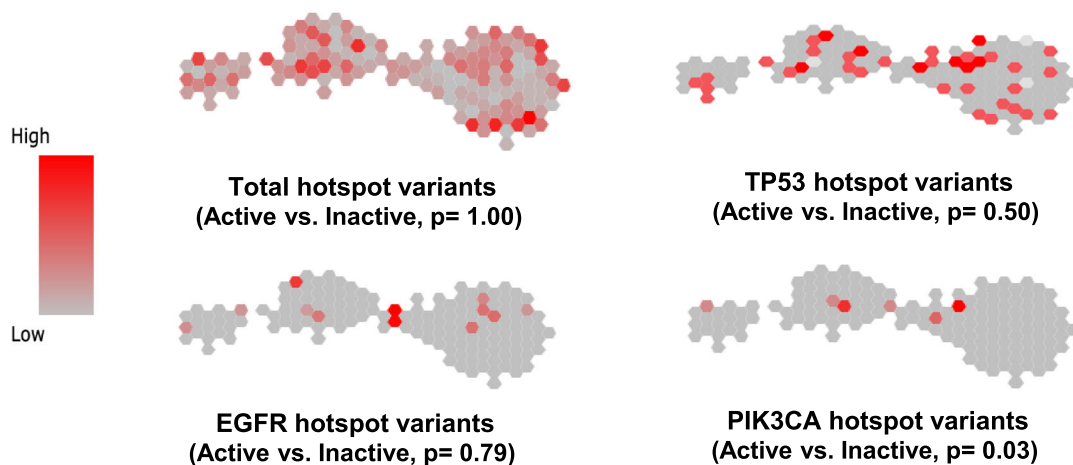 High
Low
Total hotspot variants
(Active vs. Inactive, p= 1.00)
TP53 hotspot variants
(Active vs. Inactive, p= 0.50)
EGFR hotspot variants
(Active vs. Inactive, p= 0.79)
PIK3CA hotspot variants
(Active vs. Inactive, p= 0.03)